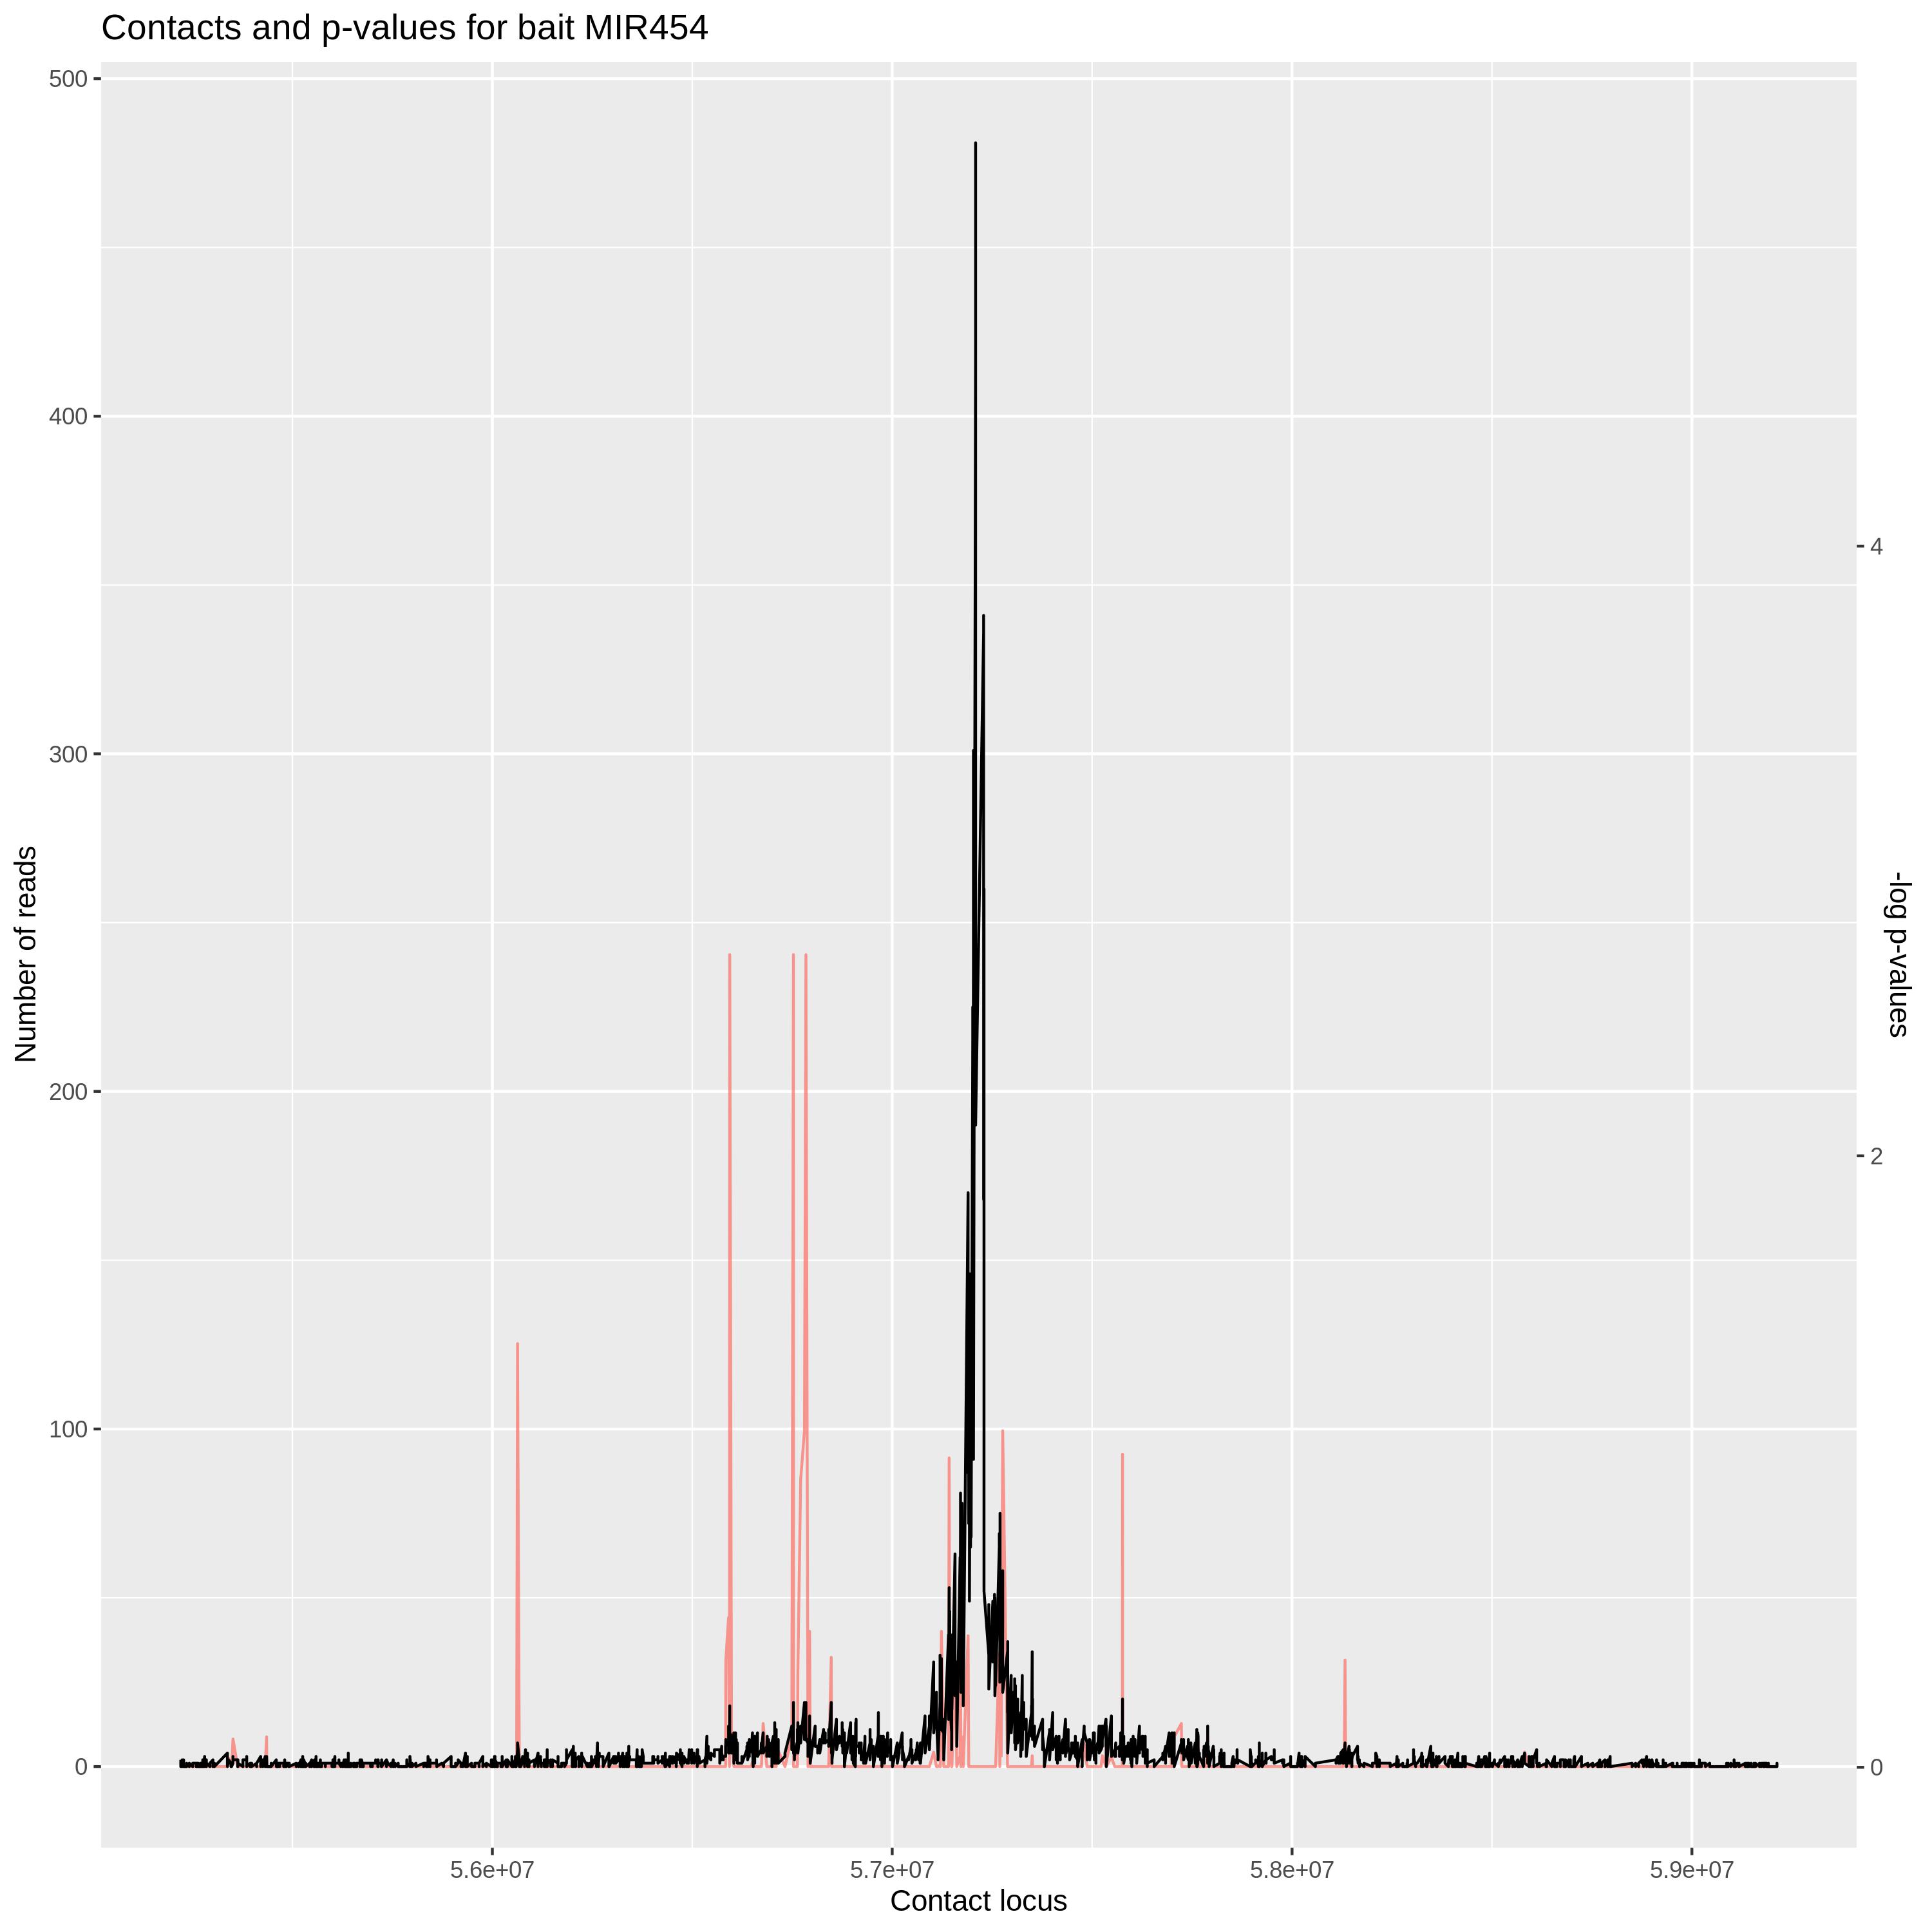 Contacts and p-values for bait MIR454
500
400
300
200
100
0
Number of reads
4
2
0
-log p-values
5.6e+07
5.7e+07
5.8e+07
5.9e+07
Contact locus